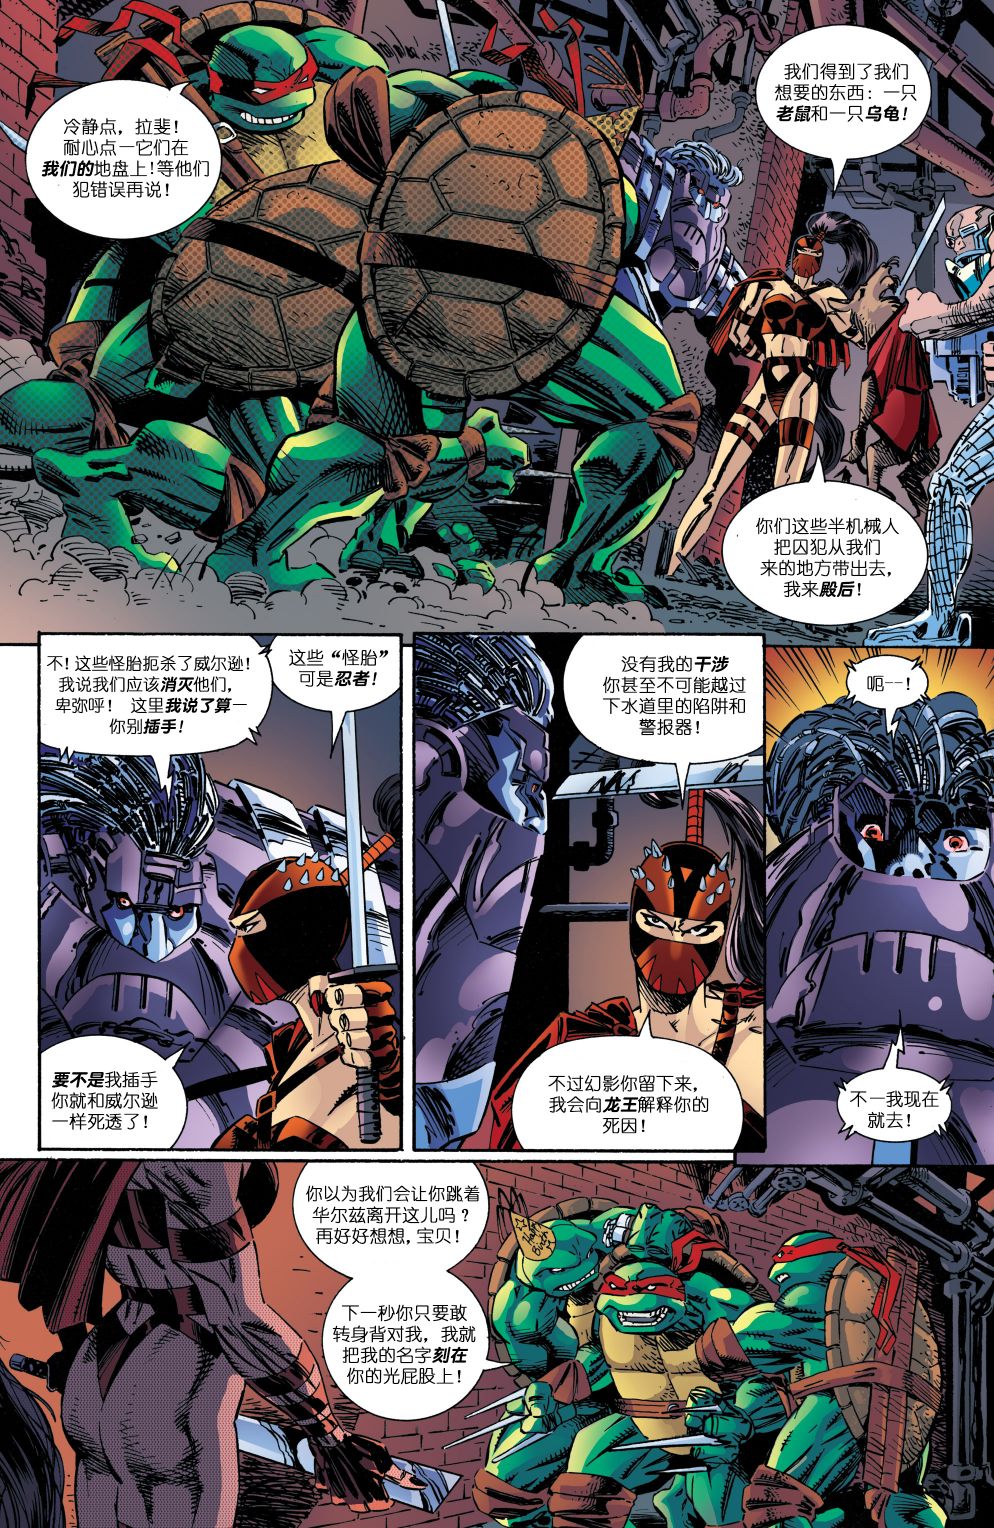 冷静点，拉斐！
耐心点一它们在
我们的地盘上！等他们
犯错误再说！
我们得到了我们
想要的东西：一只
老鼠和一只乌龟！
你们这些半机械人
把囚犯从我们
来的地方带出去，
我来殿后！
不！这些怪胎扼杀了威尔逊！
我说我们应该消灭他们，
卑弥呼！ 这里我说了算一
你别插手！
这些“怪胎”
可是忍者！
要不是我插手
你就和威尔逊
一样死透了！
没有我的干涉
你甚至不可能越过
下水道里的陷阱和
警报器！
不过幻影你留下来，
我会向龙王解释你的
死因！
呃--！
不一我现在
就去！
你以为我们会让你跳着
华尔兹离开这儿吗？
再好好想想，宝贝！
下一秒你只要敢
转身背对我，我就
把我的名字刻在
你的光屁股上！